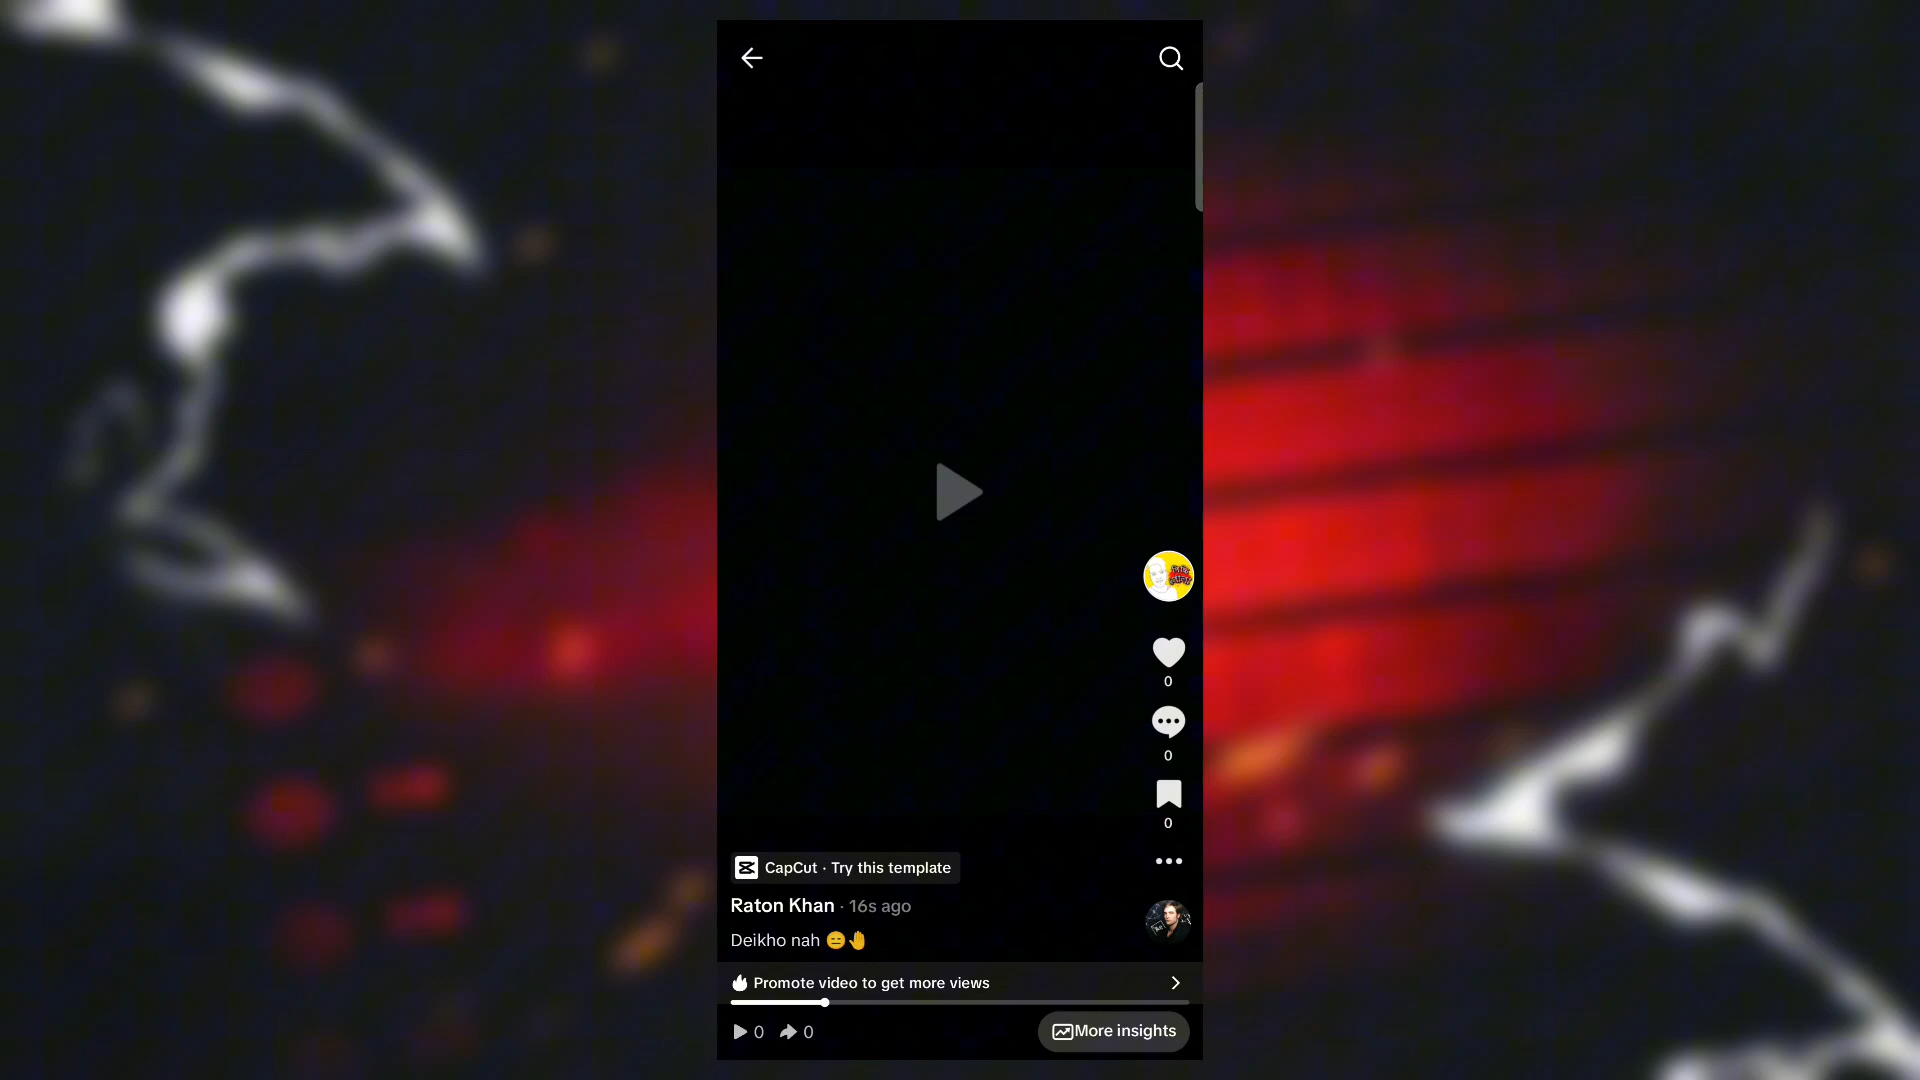 0
0
0
CapCut · Try this template
Raton Khan · 16s ago
Deikho nah 😑🤚
Promote video to get more views
0 0
More insights